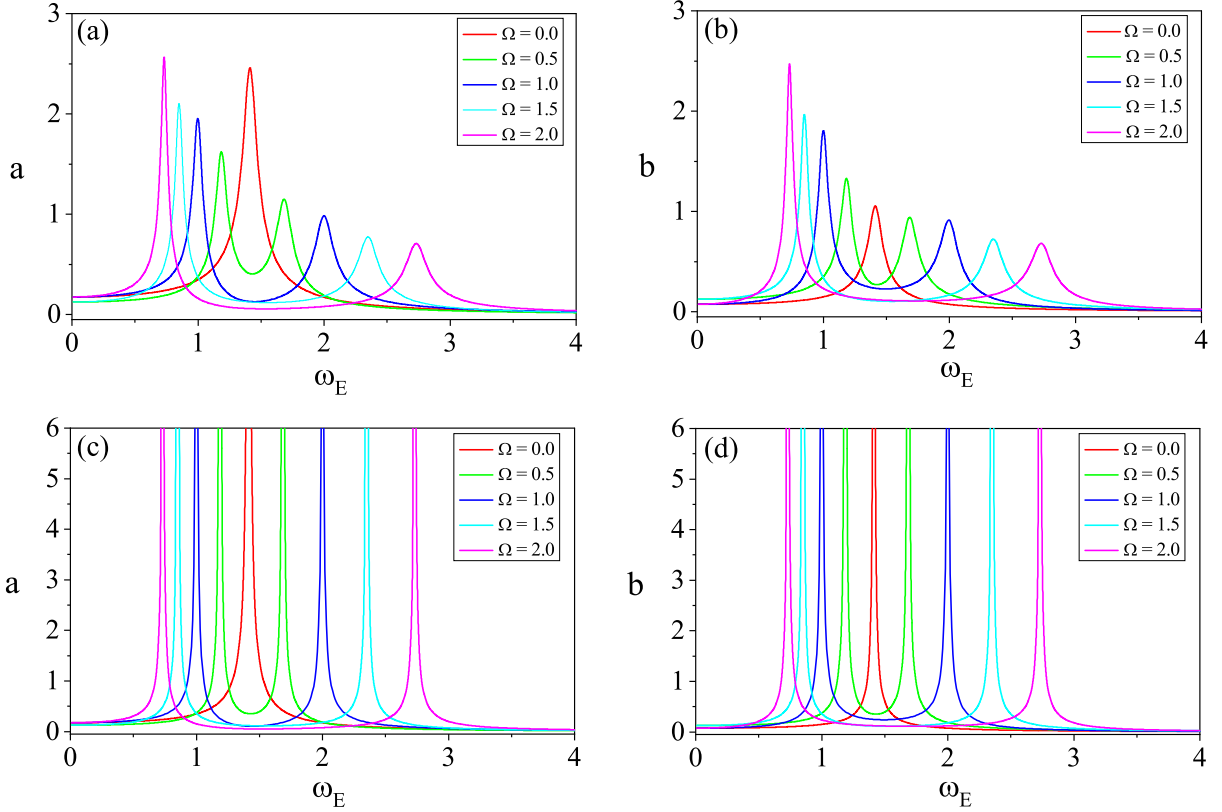 (a)
3
2
1
0
a
0 1 2 3 4
ω_E
Ω = 0.0
Ω = 0.5
Ω = 1.0
Ω = 1.5
Ω = 2.0
(b)
3
2
1
0
b
0 1 2 3 4
ω_E
Ω = 0.0
Ω = 0.5
Ω = 1.0
Ω = 1.5
Ω = 2.0
(c)
6
5
4
3
2
1
0
a
0 1 2 3 4
ω_E
Ω = 0.0
Ω = 0.5
Ω = 1.0
Ω = 1.5
Ω = 2.0
(d)
6
5
4
3
2
1
0
b
0 1 2 3 4
ω_E
Ω = 0.0
Ω = 0.5
Ω = 1.0
Ω = 1.5
Ω = 2.0